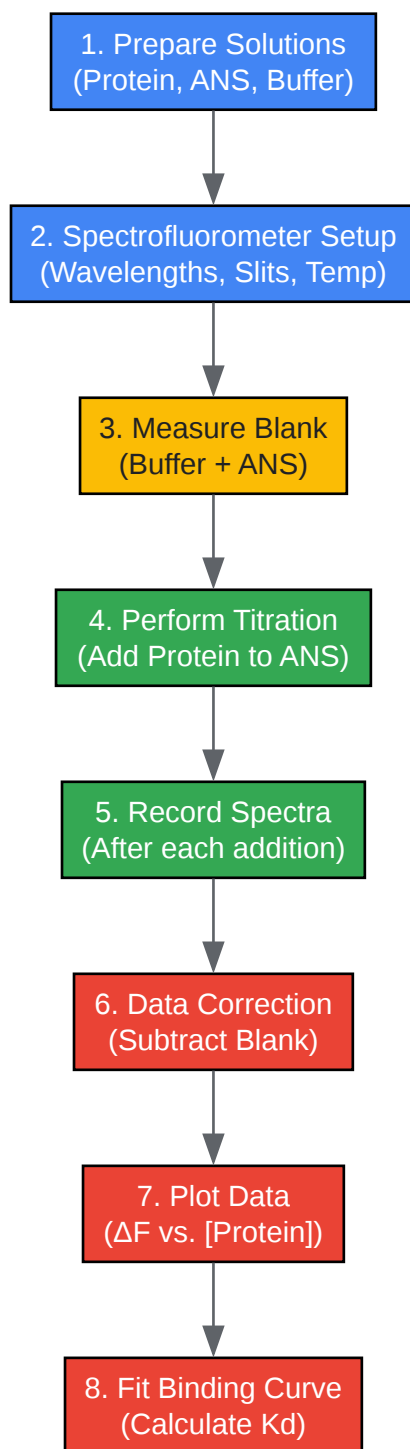 1. Prepare Solutions
(Protein, ANS, Buffer)
2. Spectrofluorometer Setup
(Wavelengths, Slits, Temp)
3. Measure Blank
(Buffer + ANS)
4. Perform Titration
(Add Protein to ANS)
5. Record Spectra
(After each addition)
6. Data Correction
(Subtract Blank)
7. Plot Data
(ΔF vs. [Protein])
8. Fit Binding Curve
(Calculate Kd)